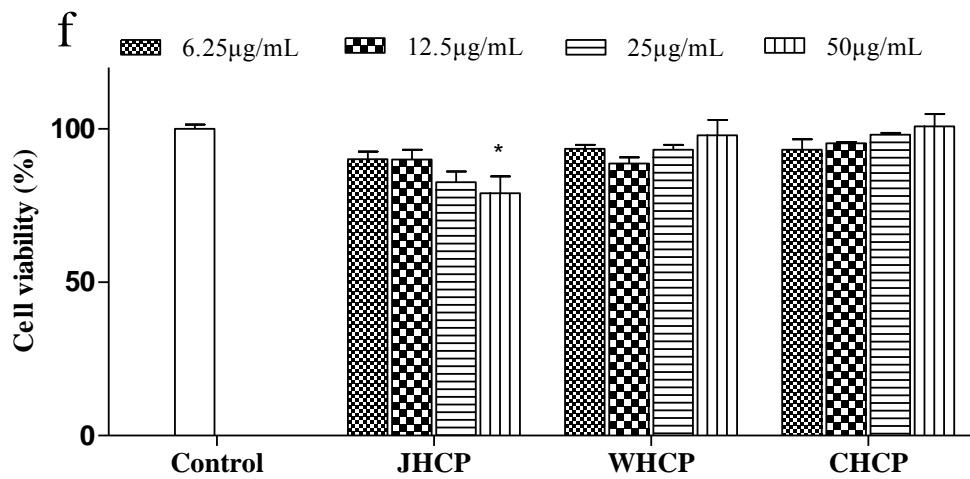 f
6.25µg/mL 12.5µg/mL 25µg/mL 50µg/mL
100
*
50
0
Cell viability (%)
Control JHCP WHCP CHCP